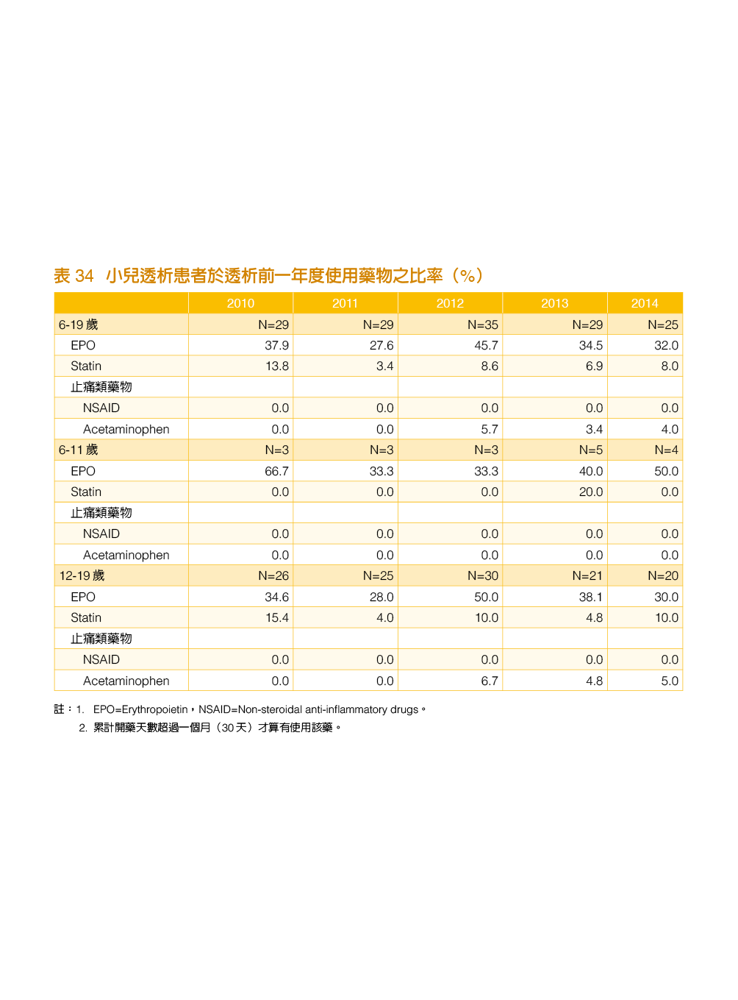 表 34 小兒透析患者於透析前一年度使用藥物之比率（%）
2010 2011 2012 2013 2014
6-19 歲 N=29 N=29 N=35 N=29 N=25
EPO 37.9 27.6 45.7 34.5 32.0
Statin 13.8 3.4 8.6 6.9 8.0
止痛類藥物
NSAID 0.0 0.0 0.0 0.0 0.0
Acetaminophen 0.0 0.0 5.7 3.4 4.0
6-11 歲 N=3 N=3 N=3 N=5 N=4
EPO 66.7 33.3 33.3 40.0 50.0
Statin 0.0 0.0 0.0 20.0 0.0
止痛類藥物
NSAID 0.0 0.0 0.0 0.0 0.0
Acetaminophen 0.0 0.0 0.0 0.0 0.0
12-19 歲 N=26 N=25 N=30 N=21 N=20
EPO 34.6 28.0 50.0 38.1 30.0
Statin 15.4 4.0 10.0 4.8 10.0
止痛類藥物
NSAID 0.0 0.0 0.0 0.0 0.0
Acetaminophen 0.0 0.0 6.7 4.8 5.0
註：1. EPO=Erythropoietin，NSAID=Non-steroidal anti-inflammatory drugs。
2. 累計開藥天數超過一個月（30 天）才算有使用該藥。